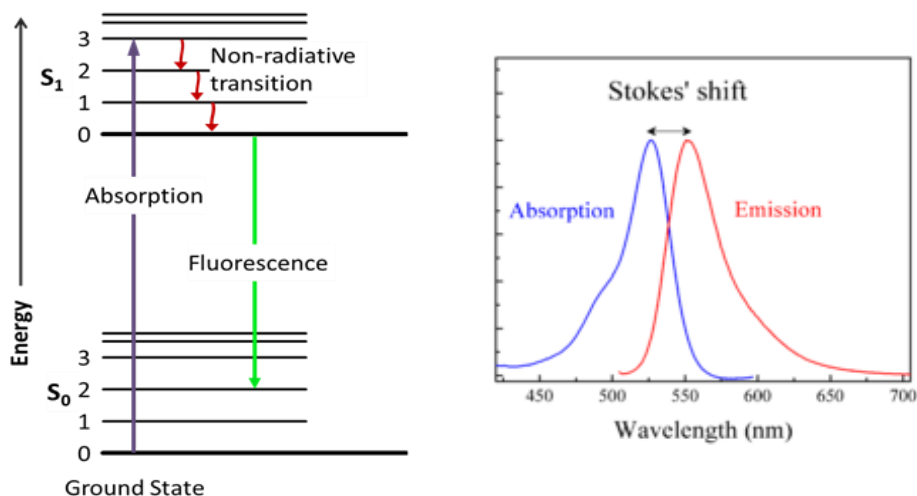 3
Non-radiative
transition
2
S1
1
0
Absorption
Fluorescence
Energy
3
S0
2
1
0
Ground State
Stokes' shift
Absorption
Emission
450 500 550 600 650 700
Wavelength (nm)